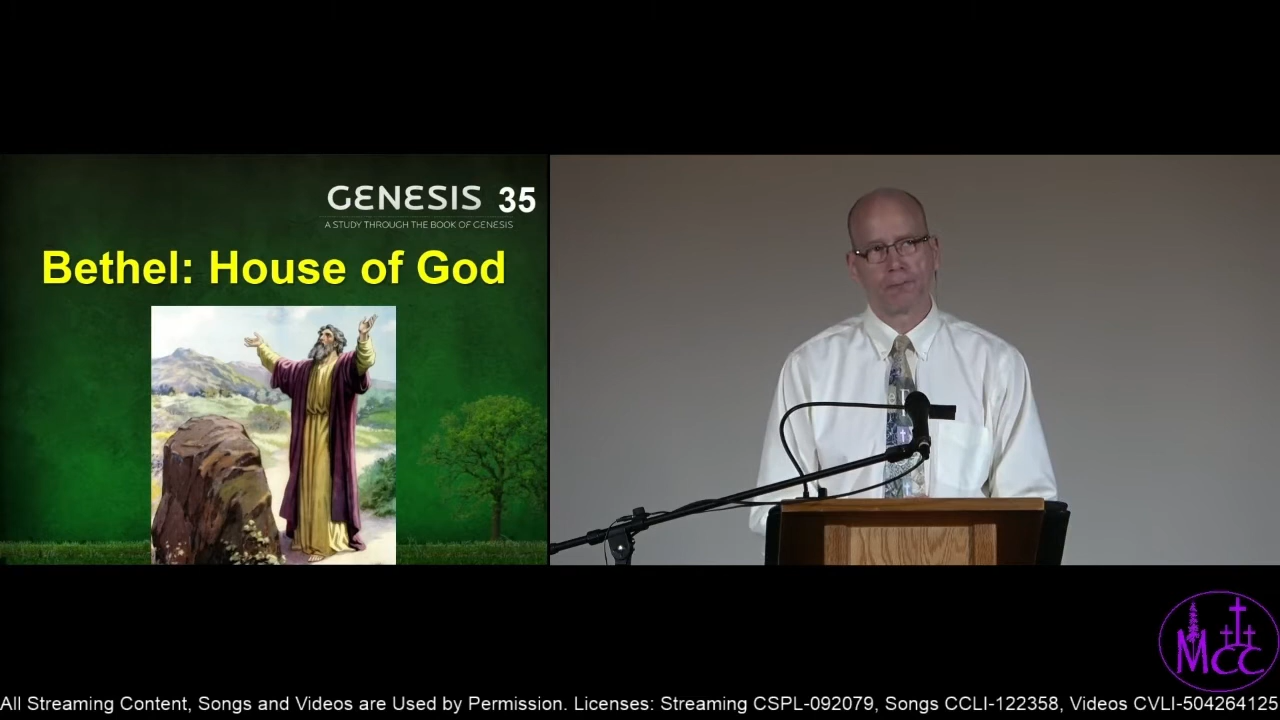 GENESIS 35
A STUDY THROUGH THE BOOK OF GENESIS
Bethel: House of God
MCC
All Streaming Content, Songs and Videos are Used by Permission. Licenses: Streaming CSPL-092079, Songs CCLI-122358, Videos CVLI-504264125